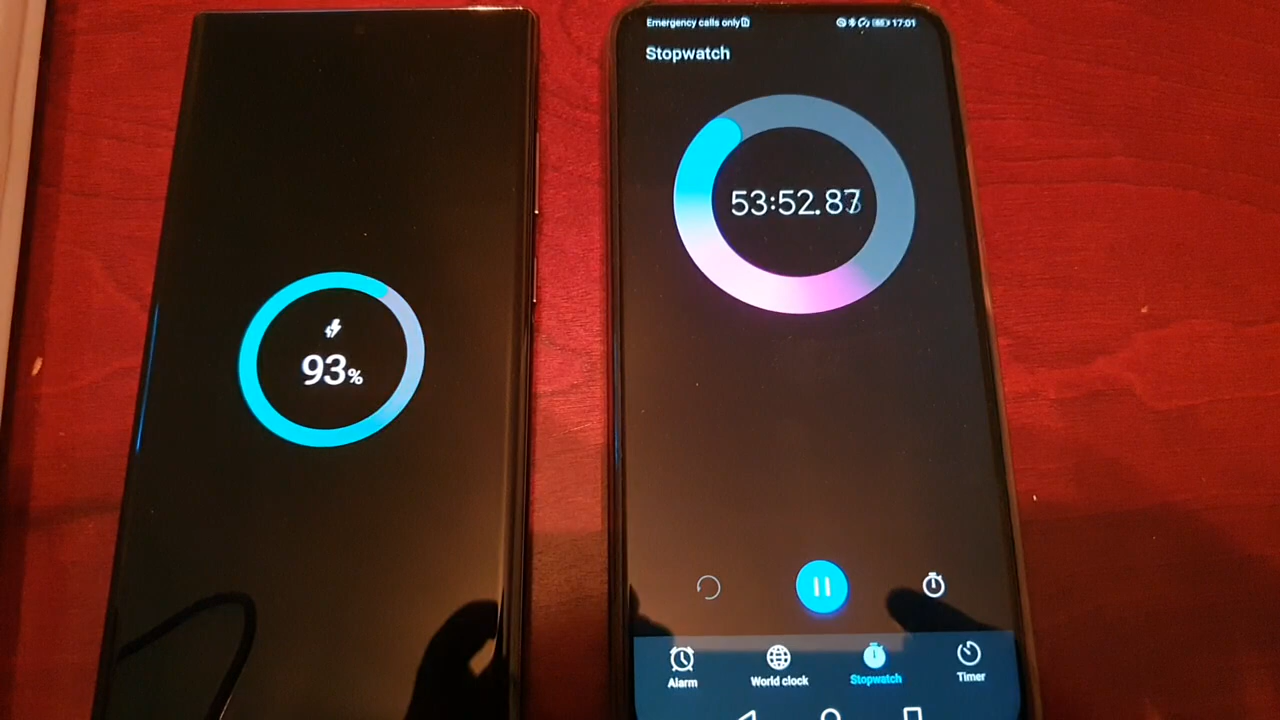 Emergency calls only
17:01
Stopwatch
53:52.87
93%
Alarm
World clock
Stopwatch
Timer